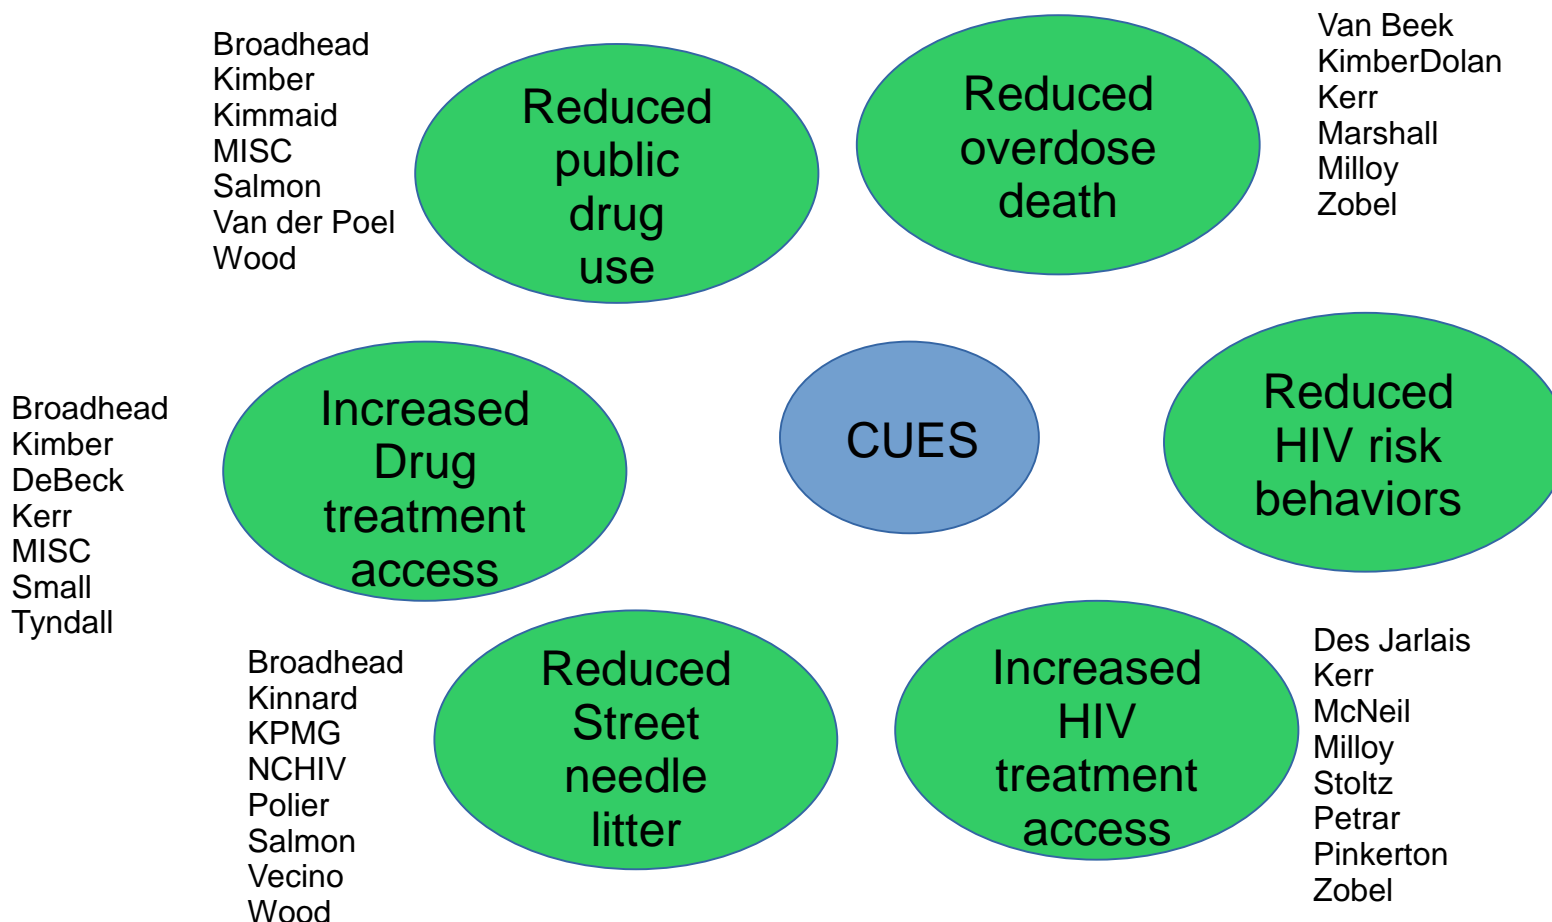 Broadhead
Kimber
Kimmaid
MISC
Salmon
Van der Poel
Wood
Reduced
public
drug
use
Reduced
overdose
death
Van Beek
KimberDolan
Kerr
Marshall
Milloy
Zobel
Broadhead
Kimber
DeBeck
Kerr
MISC
Small
Tyndall
Increased
Drug
treatment
access
CUES
Reduced
HIV risk
behaviors
Broadhead
Kinnard
KPMG
NCHIV
Polier
Salmon
Vecino
Wood
Reduced
Street
needle
litter
Increased
HIV
treatment
access
Des Jarlais
Kerr
McNeil
Milloy
Stoltz
Petrar
Pinkerton
Zobel